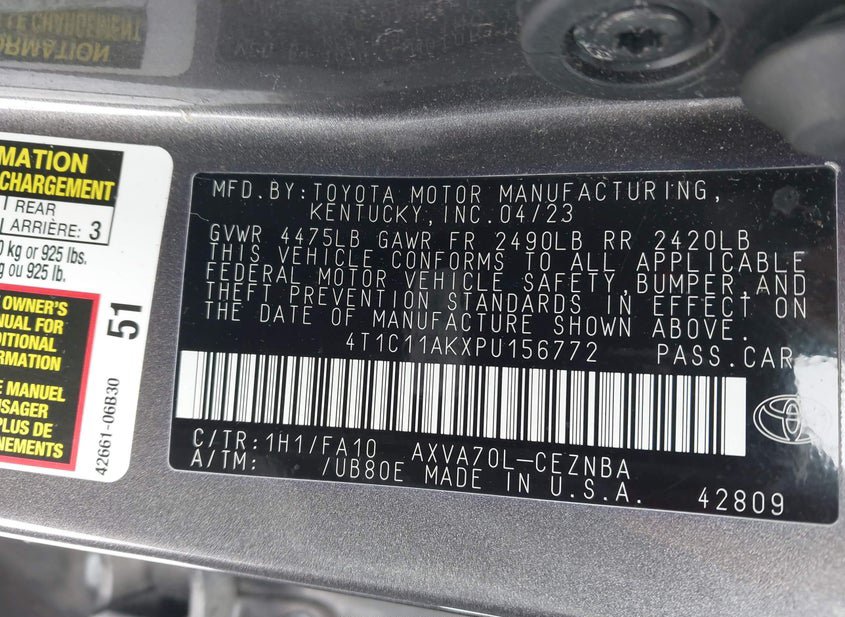 MATION
CHARGEMENT
1 REAR
ARRIÈRE: 3
0 kg or 925 lbs.
g ou 925 lb.
OWNER'S
NUAL FOR
DITIONAL
ORMATION
E MANUEL
USAGER
PLUS DE
NEMENTS
51
42661-06B30
MFD.BY:TOYOTA MOTOR MANUFACTURING,
KENTUCKY,INC.04/23
GVWR 4475LB GAWR FR 2490LB RR 2420LB
THIS VEHICLE CONFORMS TO ALL APPLICABLE
FEDERAL MOTOR VEHICLE SAFETY,BUMPER,AND
THEFT PREVENTION STANDARDS IN EFFECT ON
THE DATE OF MANUFACTURE SHOWN ABOVE.
4T1C11AKXPU156772 PASS.CAR
C/TR:1H1/FA10 AXVA70L-CEZNBA
A/TM: /UB80E MADE IN U.S.A.
42809